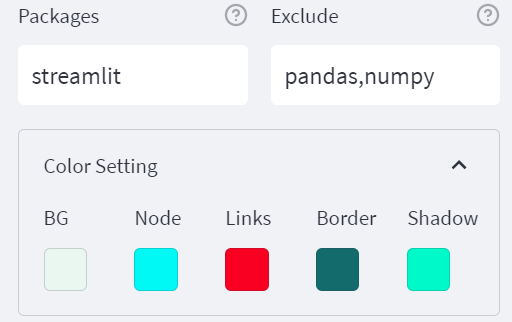 Packages
Exclude
streamlit
pandas,numpy
Color Setting
BG Node Links Border Shadow